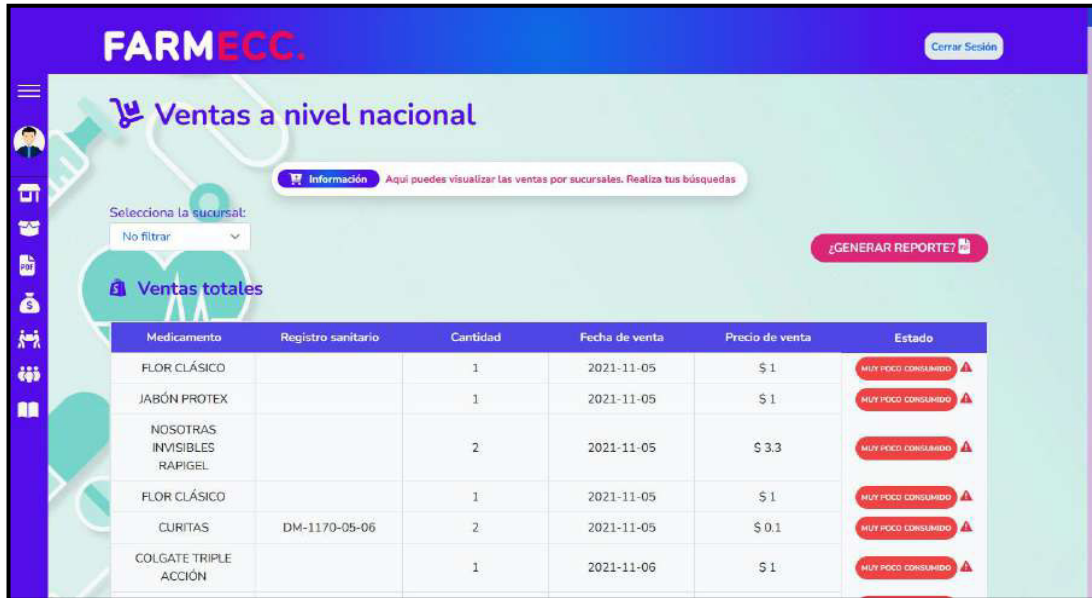 FARMECC.
Cerrar Sesión
Ventas a nivel nacional
Información Aqui puedes visualizar las ventas por sucursales. Realiza tus búsquedas
Selecciona la sucursal:
No filtrar
¿GENERAR REPORTE? PDF
PDF
Ventas totales
Medicamento Registro sanitario Cantidad Fecha de venta Precio de venta Estado
FLOR CLÁSICO 1 2021-11-05 $ 1 MUY POCO CONSUMIDO
JABÓN PROTEX 1 2021-11-05 $ 1 MUY POCO CONSUMIDO
NOSOTRAS
INVISIBLES 2 2021-11-05 $ 3.3 MUY POCO CONSUMIDO
RAPIGEL
FLOR CLÁSICO 1 2021-11-05 $ 1 MUY POCO CONSUMIDO
CURITAS DM-1170-05-06 2 2021-11-05 $ 0.1 MUY POCO CONSUMIDO
COLGATE TRIPLE
ACCIÓN 1 2021-11-06 $ 1 MUY POCO CONSUMIDO